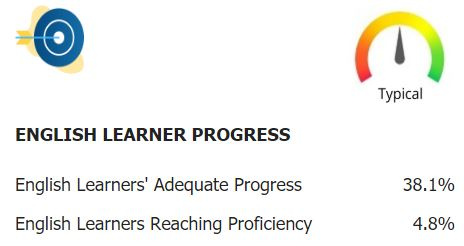 Typical
ENGLISH LEARNER PROGRESS
English Learners' Adequate Progress 38.1%
English Learners Reaching Proficiency 4.8%